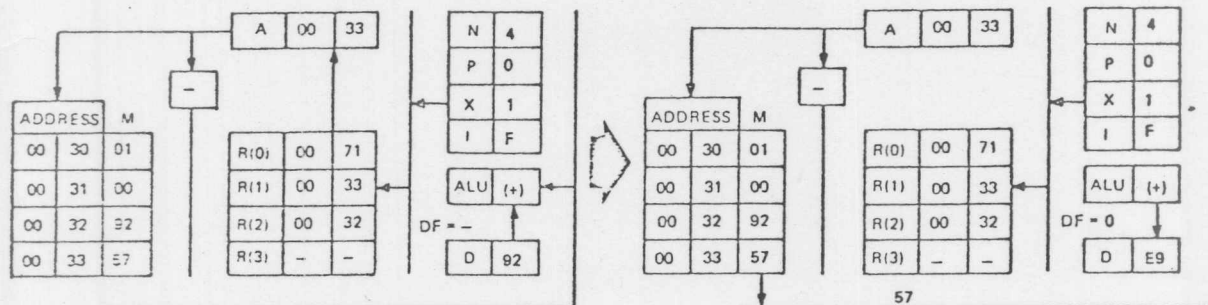 A 00 33
N 4
P 0
X 1
I F
ADDRESS M
00 30 01
00 31 00
00 32 92
00 33 57
R(0) 00 71
R(1) 00 33
R(2) 00 32
R(3) – –
ALU (+)
DF = –
D 92
–
A 00 33
N 4
P 0
X 1
I F
ADDRESS M
00 30 01
00 31 00
00 32 92
00 33 57
R(0) 00 71
R(1) 00 33
R(2) 00 32
R(3) – –
ALU (+)
DF = 0
D E9
–
57